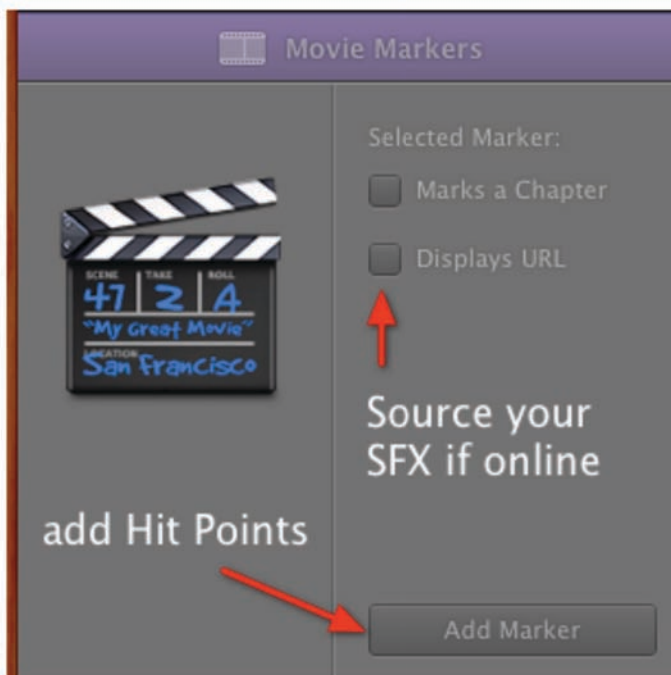 Movie Markers
Selected Marker:
Marks a Chapter
Displays URL
SCENE TAKE ROLL
47 2 A
"My Great Movie"
LOCATION
San Francisco
Source your
SFX if online
add Hit Points
Add Marker